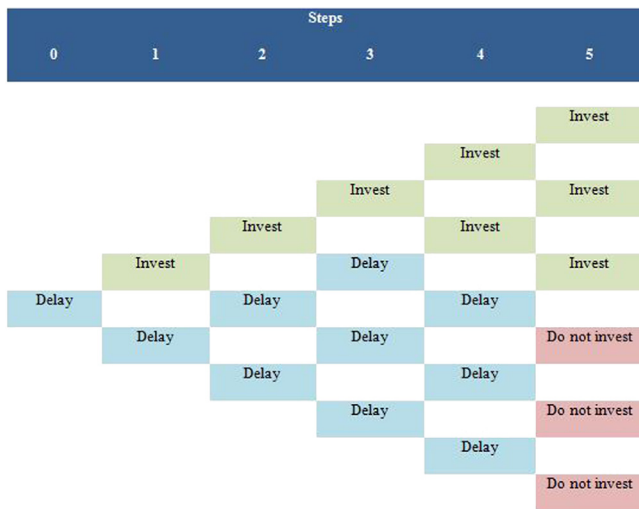 Steps
0 1 2 3 4 5
Invest
Invest
Invest Invest
Invest Invest
Invest Delay Invest
Delay Delay Delay
Delay Delay Do not invest
Delay Delay
Delay Do not invest
Delay
Do not invest